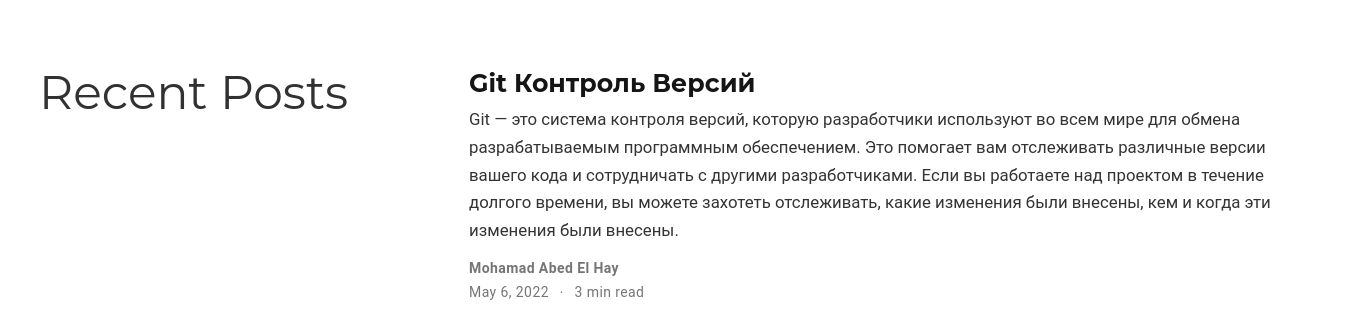 Recent Posts
Git Контроль Версий
Git — это система контроля версий, которую разработчики используют во всем мире для обмена
разрабатываемым программным обеспечением. Это помогает вам отслеживать различные версии
вашего кода и сотрудничать с другими разработчиками. Если вы работаете над проектом в течение
долгого времени, вы можете захотеть отслеживать, какие изменения были внесены, кем и когда эти
изменения были внесены.
Mohamad Abed El Hay
May 6, 2022 · 3 min read